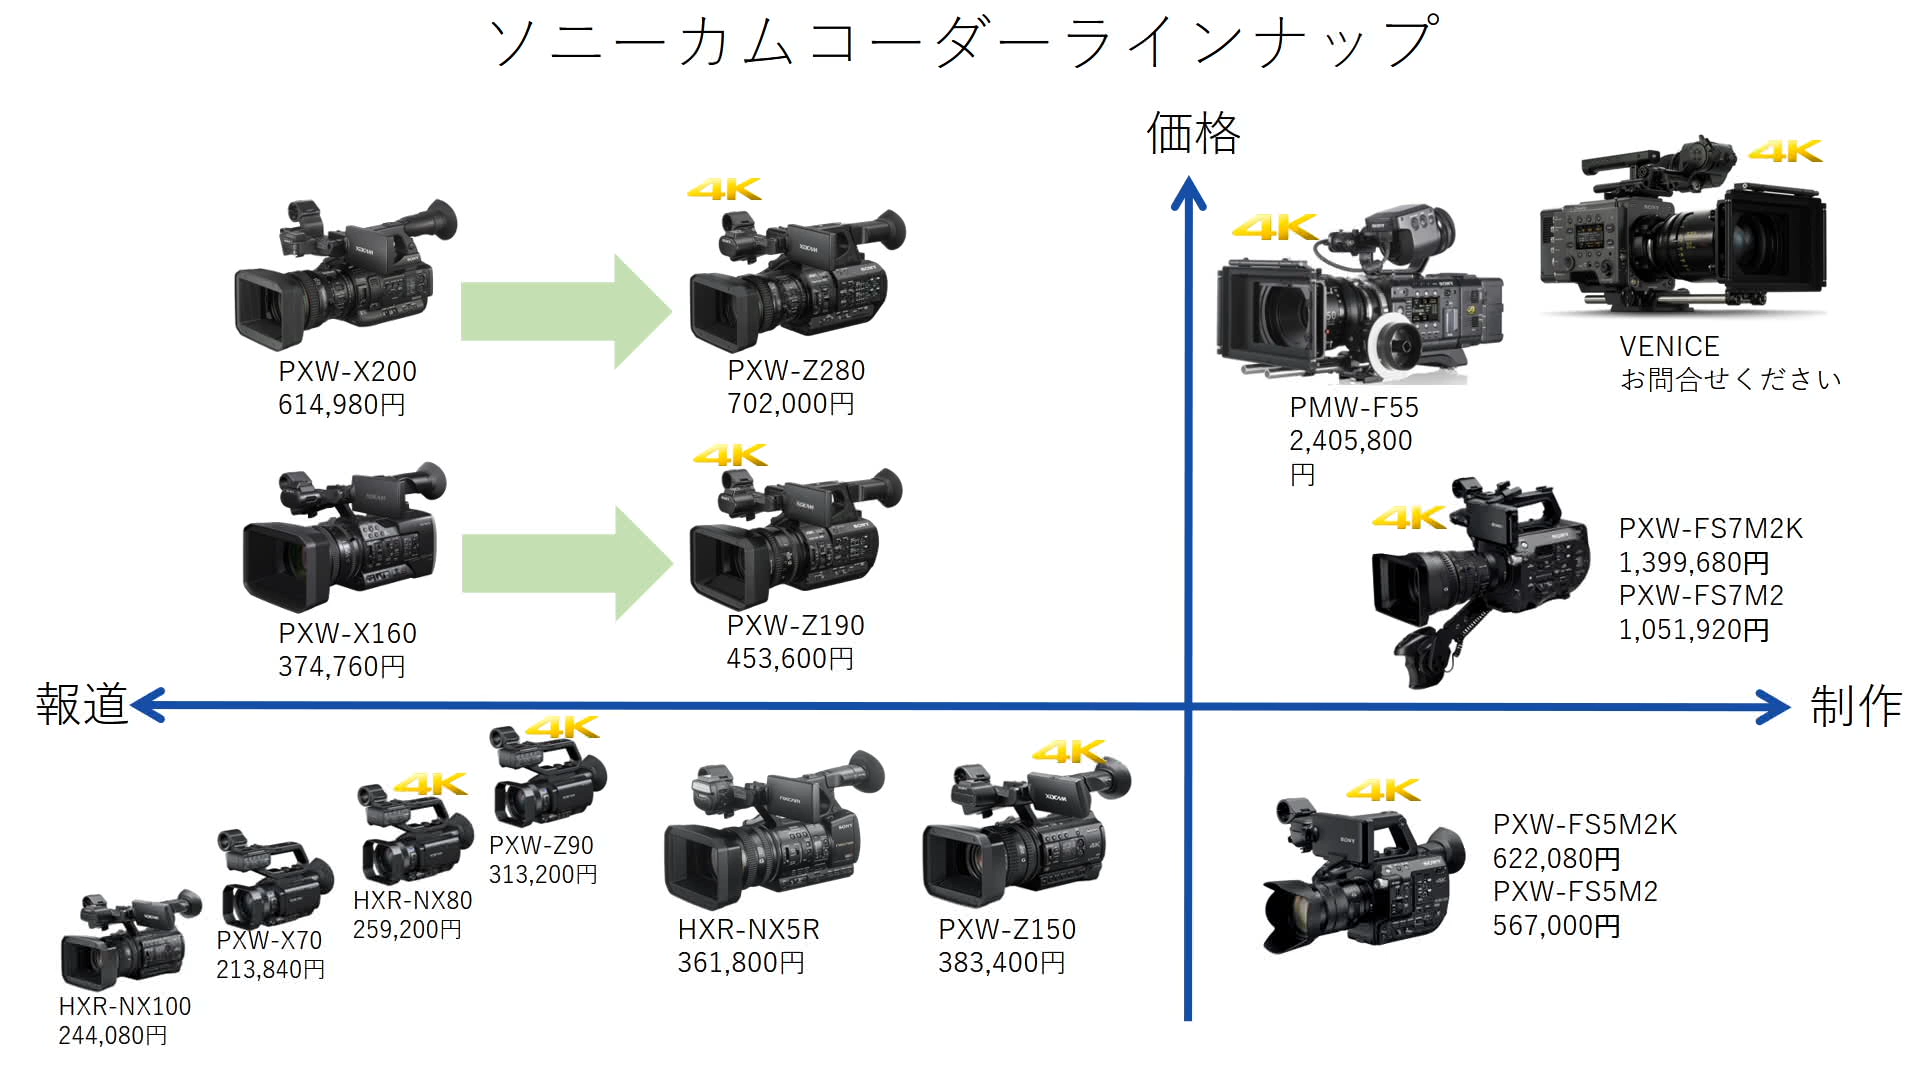 ソニーカムコーダーラインナップ
価格
4K
4K
4K
PXW-X200
614,980円
PXW-Z280
702,000円
VENICE
お問合せください
PMW-F55
2,405,800
円
4K
4K
PXW-X160
374,760円
PXW-Z190
453,600円
PXW-FS7M2K
1,399,680円
PXW-FS7M2
1,051,920円
報道
制作
4K
4K
4K
4K
PXW-Z90
313,200円
HXR-NX80
259,200円
PXW-X70
213,840円
HXR-NX100
244,080円
HXR-NX5R
361,800円
PXW-Z150
383,400円
PXW-FS5M2K
622,080円
PXW-FS5M2
567,000円